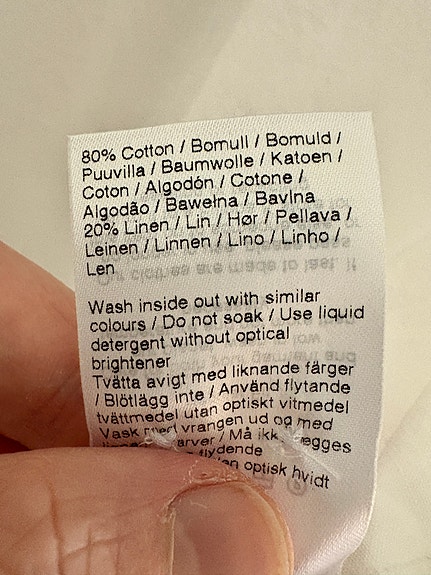 80% Cotton / Bomull / Bomuld /
Puuvilla / Baumwolle / Katoen /
Coton / Algodón / Cotone /
Algodão / Bawełna / Bavlna
20% Linen / Lin / Hør / Pellava /
Leinen / Linnen / Lino / Linho /
Len
Wash inside out with similar
colours / Do not soak / Use liquid
detergent without optical
brightener
Tvätta avigt med liknande färger
/ Blötlägg inte / Använd flytande
tvättmedel utan optiskt vitmedel
Vask med vrangen ud og med
/ Må
flydende
optisk hvidt